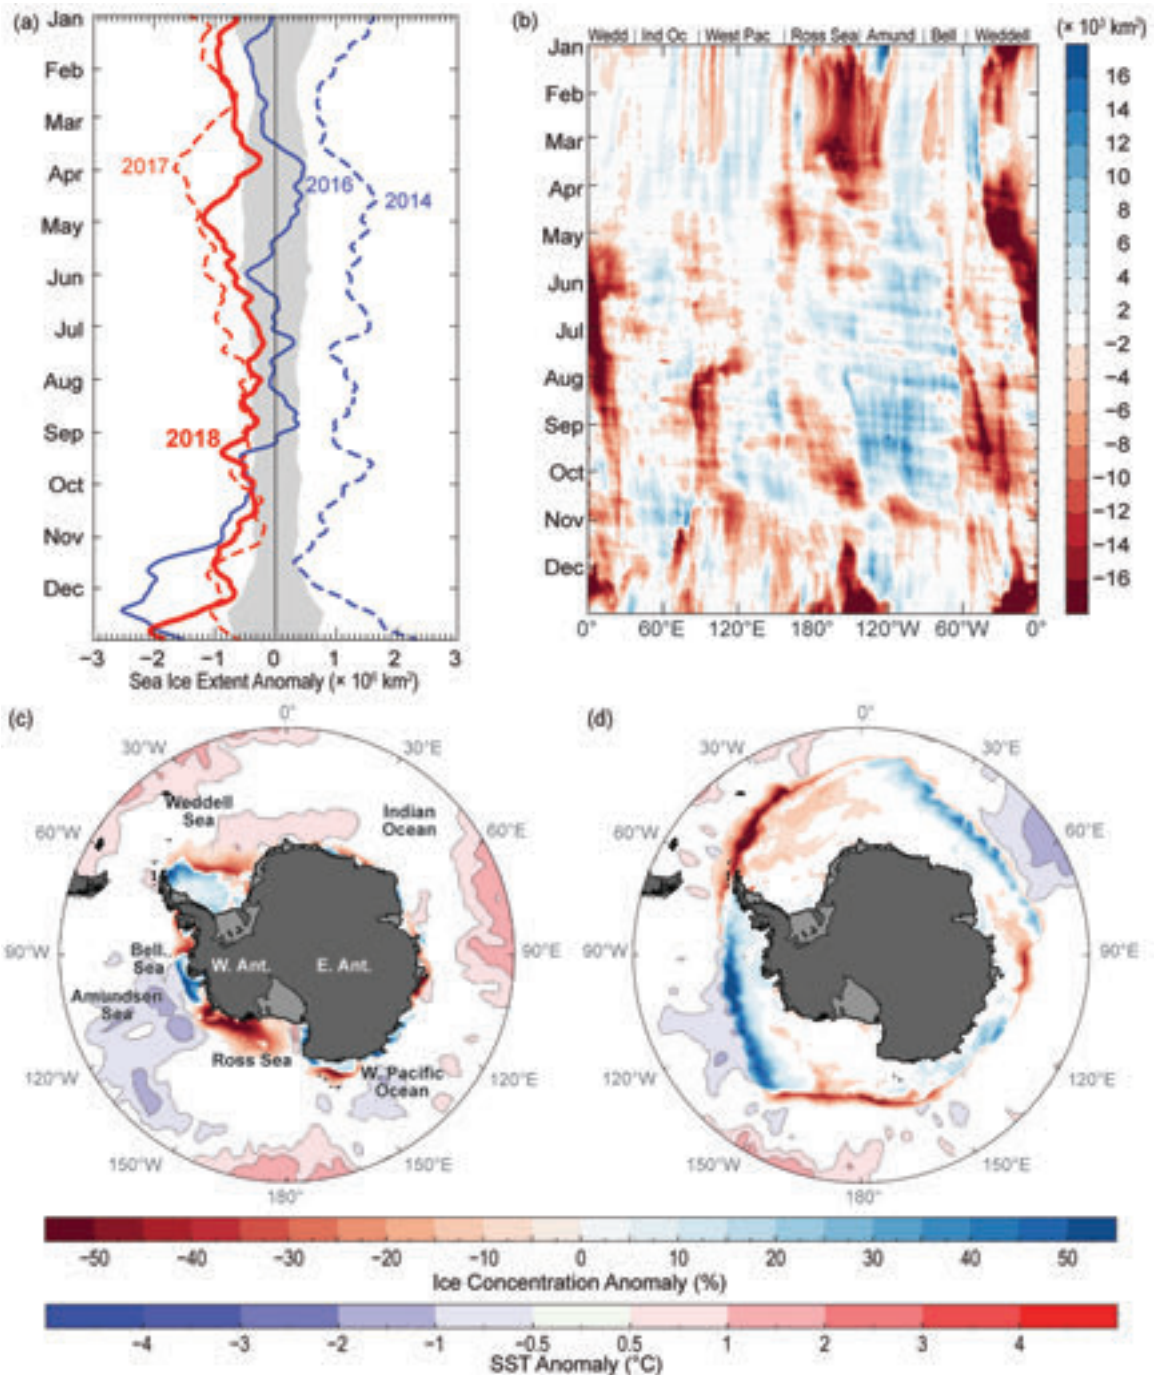 (a)
Jan
Feb
Mar
Apr
May
Jun
Jul
Aug
Sep
Oct
Nov
Dec
2017
2016
2014
2018
−3 −2 −1 0 1 2 3
Sea Ice Extent Anomaly (× 10⁶ km²)
(b)
Wedd | Ind Oc | West Pac | Ross Sea | Amund | Bell | Weddell
Jan
Feb
Mar
Apr
May
Jun
Jul
Aug
Sep
Oct
Nov
Dec
0° 60°E 120°E 180° 120°W 60°W 0°
(× 10³ km²)
16
14
12
10
8
6
4
2
−2
−4
−6
−8
−10
−12
−14
−16
(c)
0°
30°W 30°E
Weddell
Sea
Indian
Ocean
60°W 60°E
90°W 90°E
Bell.
Sea
W. Ant. E. Ant.
Amundsen
Sea
Ross Sea
W. Pacific
Ocean
120°W 120°E
150°W 150°E
180°
(d)
0°
30°W 30°E
60°W 60°E
90°W 90°E
120°W 120°E
150°W 150°E
180°
−50 −40 −30 −20 −10 0 10 20 30 40 50
Ice Concentration Anomaly (%)
−4 −3 −2 −1 −0.5 0.5 1 2 3 4
SST Anomaly (°C)